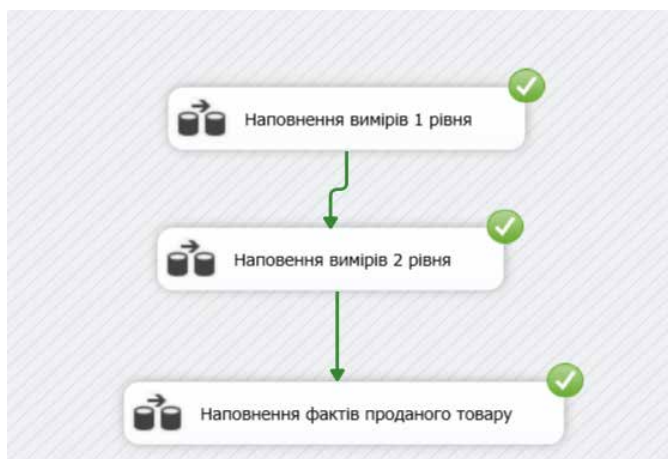 Наповнення вимірів 1 рівня
Наповення вимірів 2 рівня
Наповнення фактів проданого товару